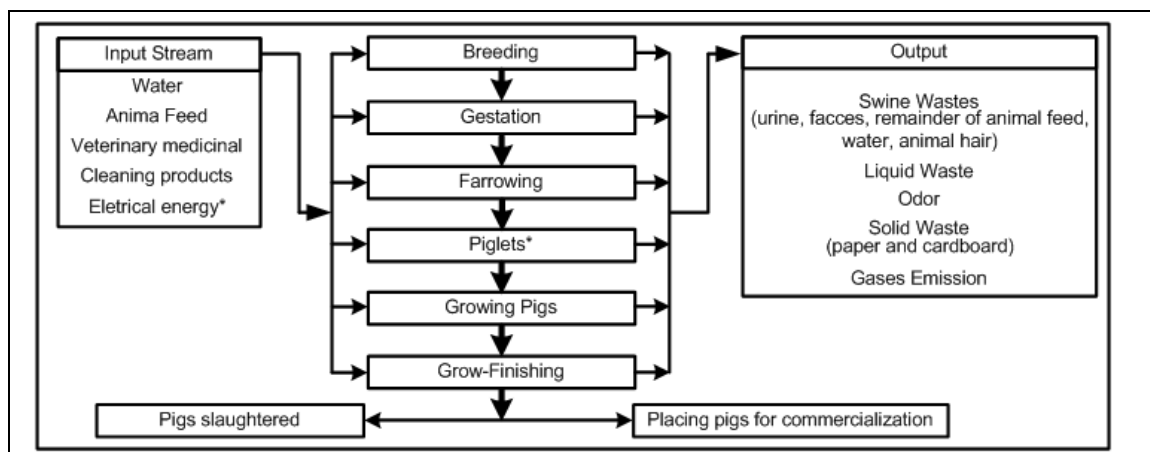 Input Stream
Water
Anima Feed
Veterinary medicinal
Cleaning products
Eletrical energy*
Breeding
Gestation
Farrowing
Piglets*
Growing Pigs
Grow-Finishing
Output
Swine Wastes
(urine, facces, remainder of animal feed,
water, animal hair)
Liquid Waste
Odor
Solid Waste
(paper and cardboard)
Gases Emission
Pigs slaughtered
Placing pigs for commercialization